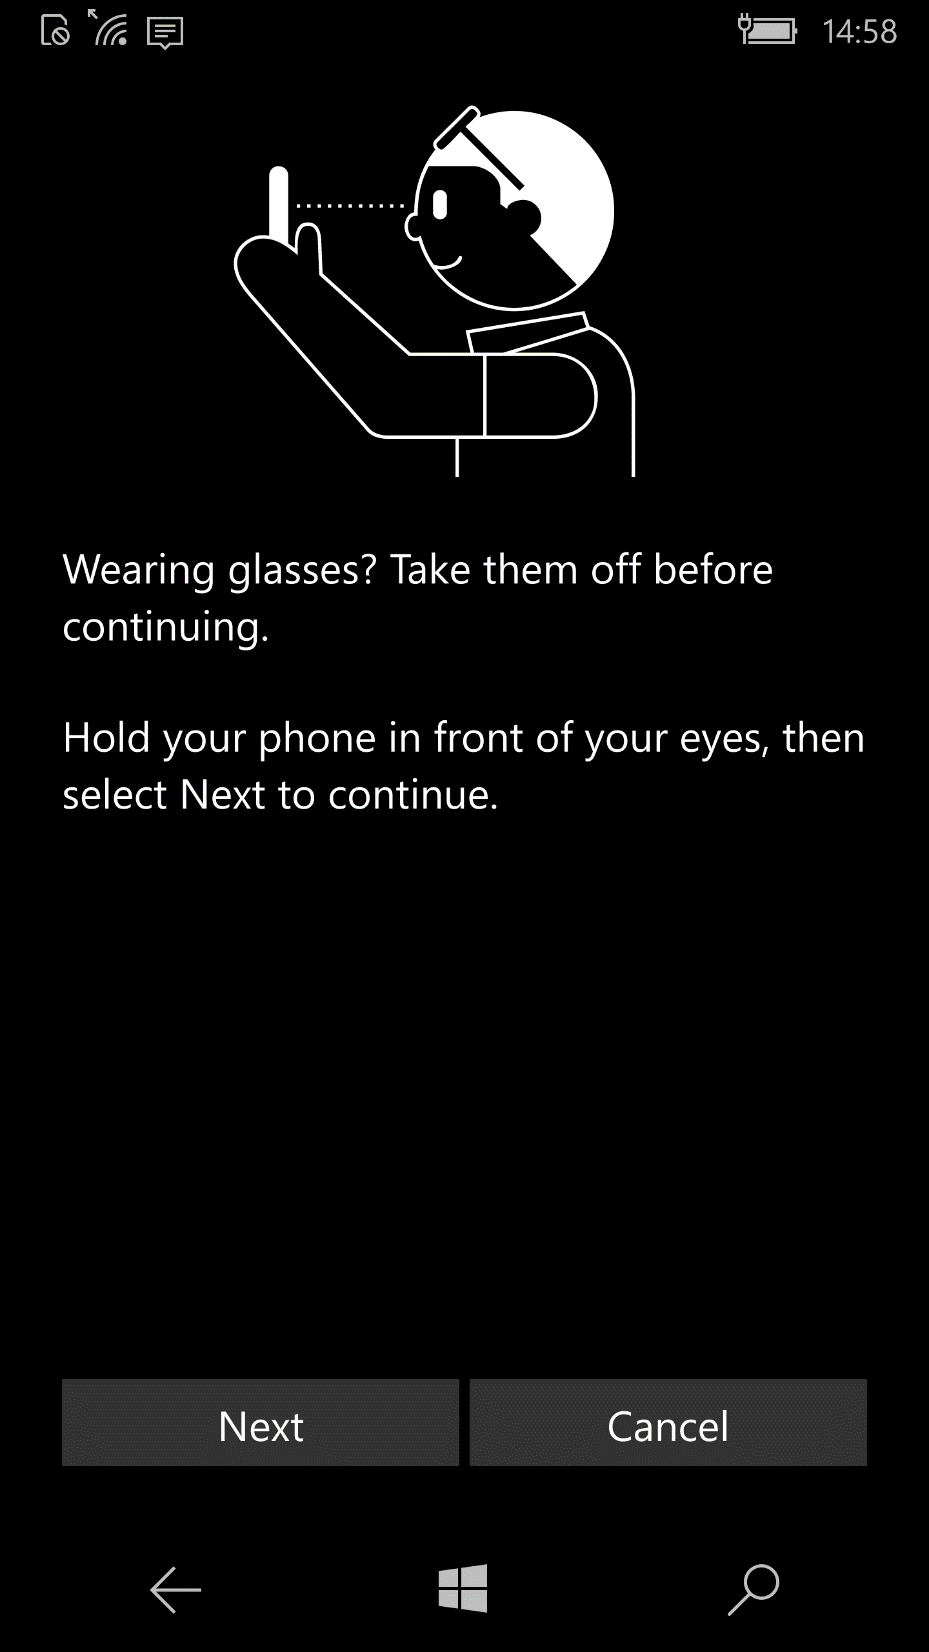 14:58
Wearing glasses? Take them off before
continuing.
Hold your phone in front of your eyes, then
select Next to continue.
Next
Cancel